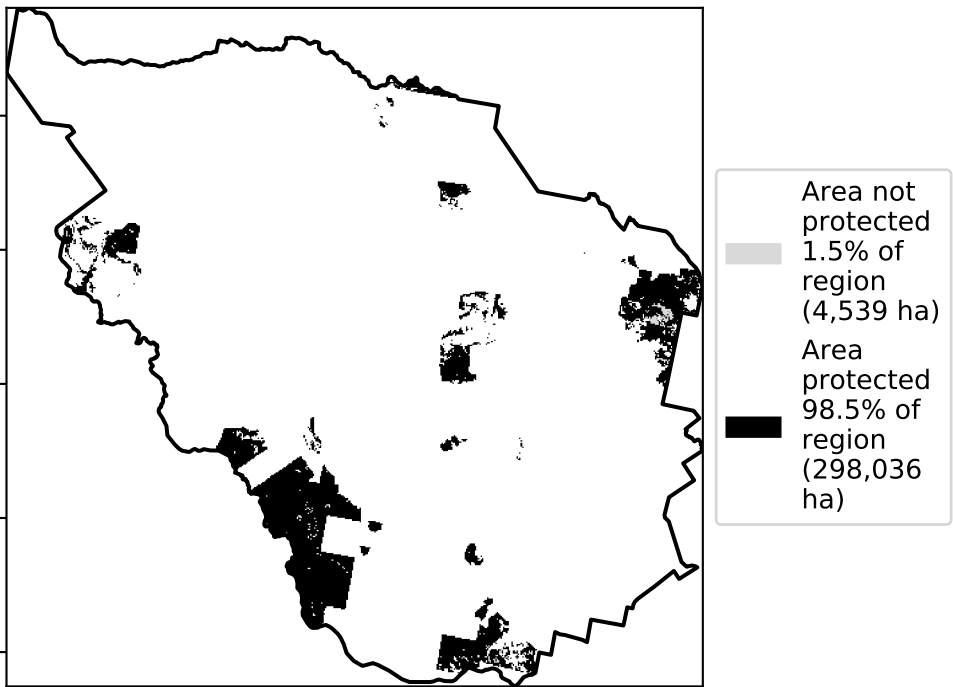 Area not
protected
1.5% of
region
(4,539 ha)
Area
protected
98.5% of
region
(298,036
ha)